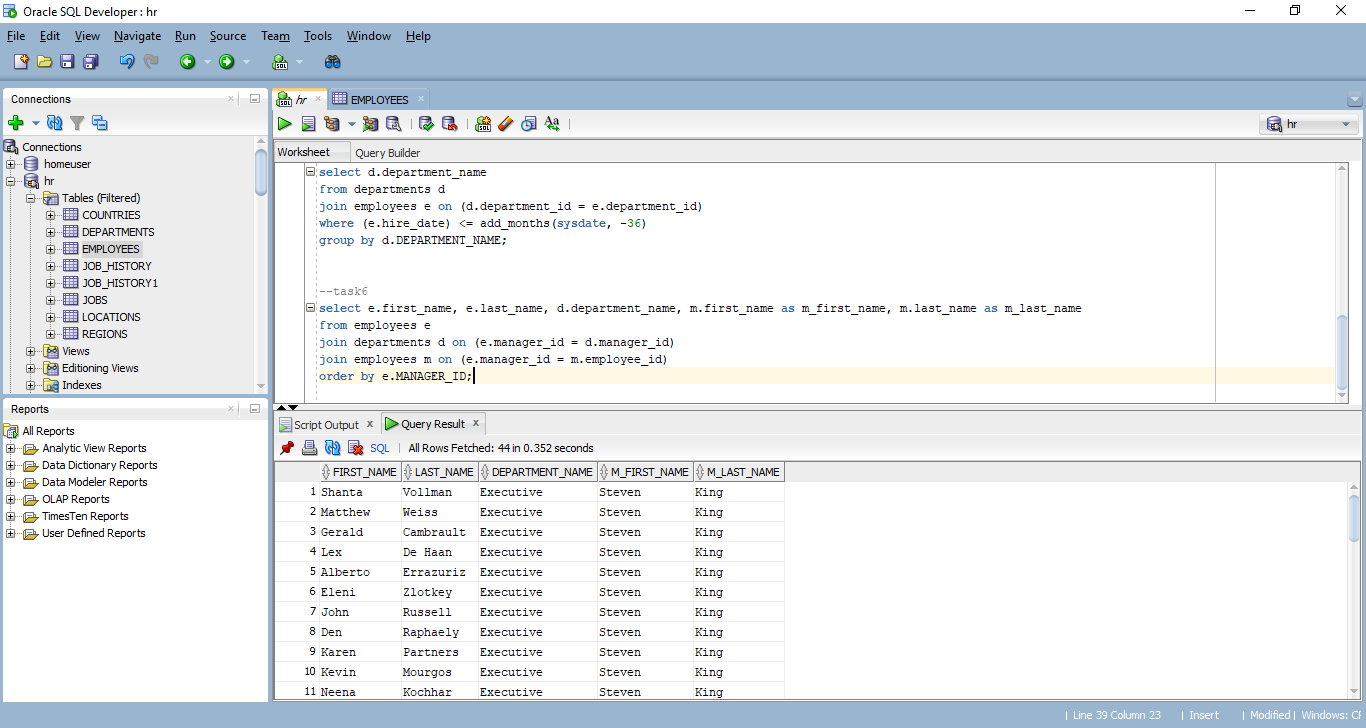 Oracle SQL Developer : hr
File Edit View Navigate Run Source Team Tools Window Help
Connections
Connections
homeuser
hr
Tables (Filtered)
COUNTRIES
DEPARTMENTS
EMPLOYEES
JOB_HISTORY
JOB_HISTORY1
JOBS
LOCATIONS
REGIONS
Views
Editioning Views
Indexes
Reports
All Reports
Analytic View Reports
Data Dictionary Reports
Data Modeler Reports
OLAP Reports
TimesTen Reports
User Defined Reports
hr EMPLOYEES
hr
Worksheet Query Builder
select d.department_name
from departments d
join employees e on (d.department_id = e.department_id)
where (e.hire_date) <= add_months(sysdate, -36)
group by d.DEPARTMENT_NAME;
--task6
select e.first_name, e.last_name, d.department_name, m.first_name as m_first_name, m.last_name as m_last_name
from employees e
join departments d on (e.manager_id = d.manager_id)
join employees m on (e.manager_id = m.employee_id)
order by e.MANAGER_ID;
Script Output x Query Result x
SQL | All Rows Fetched: 44 in 0.352 seconds
FIRST_NAME LAST_NAME DEPARTMENT_NAME M_FIRST_NAME M_LAST_NAME
1 Shanta Vollman Executive Steven King
2 Matthew Weiss Executive Steven King
3 Gerald Cambrault Executive Steven King
4 Lex De Haan Executive Steven King
5 Alberto Errazuriz Executive Steven King
6 Eleni Zlotkey Executive Steven King
7 John Russell Executive Steven King
8 Den Raphaely Executive Steven King
9 Karen Partners Executive Steven King
10 Kevin Mourgos Executive Steven King
11 Neena Kochhar Executive Steven King
| Line 39 Column 23 | Insert | Modified | Windows: CF